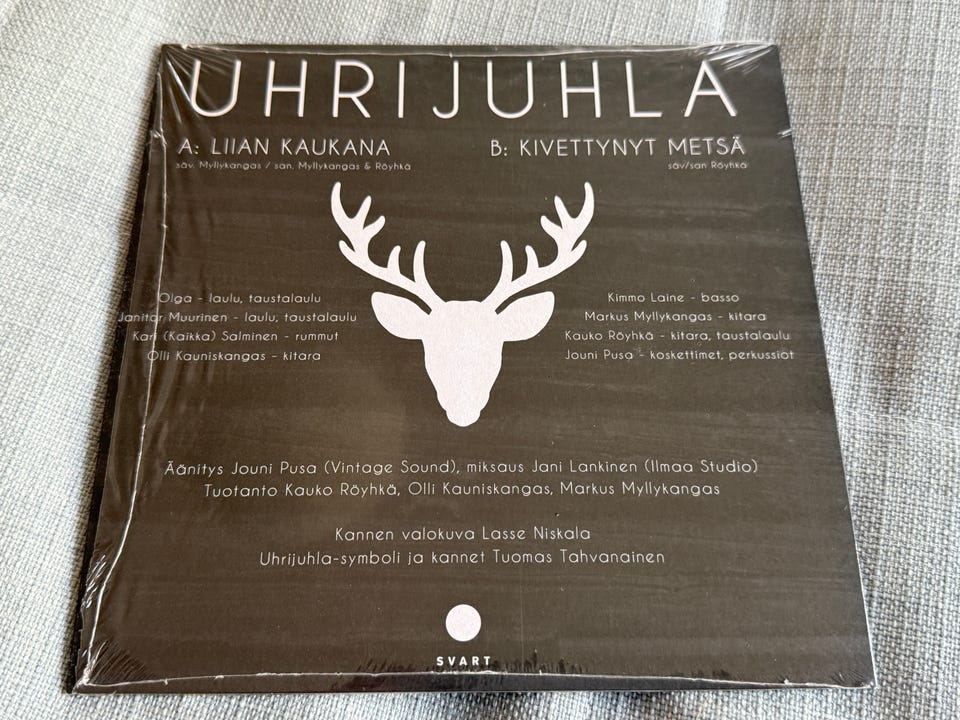 UHRIJUHLA
A: LIIAN KAUKANA
säv. Myllykangas / san. Myllykangas & Röyhkä
B: KIVETTYNYT METSÄ
säv/san Röyhkä
Olga - laulu, taustalaulu
Janitor Muurinen - laulu, taustalaulu
Kari (Kaikka) Salminen - rummut
Olli Kauniskangas - kitara
Kimmo Laine - basso
Markus Myllykangas - kitara
Kauko Röyhkä - kitara, taustalaulu
Jouni Pusa - koskettimet, perkussiot
Äänitys Jouni Pusa (Vintage Sound), miksaus Jani Lankinen (Ilmaa Studio)
Tuotanto Kauko Röyhkä, Olli Kauniskangas, Markus Myllykangas
Kannen valokuva Lasse Niskala
Uhrijuhla-symboli ja kannet Tuomas Tahvanainen
SVART